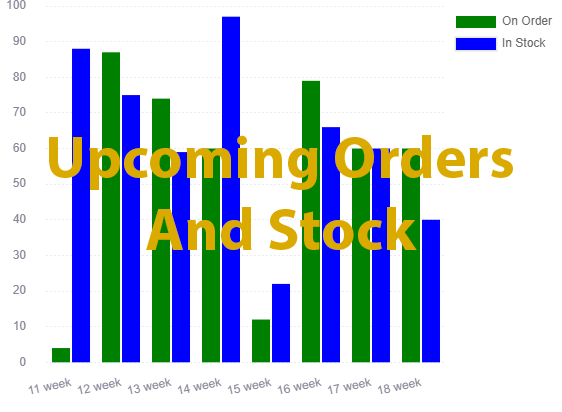 100
90
80
70
60
50
40
30
20
10
0
On Order
In Stock
Upcoming Orders
And Stock
11 week
12 week
13 week
14 week
15 week
16 week
17 week
18 week